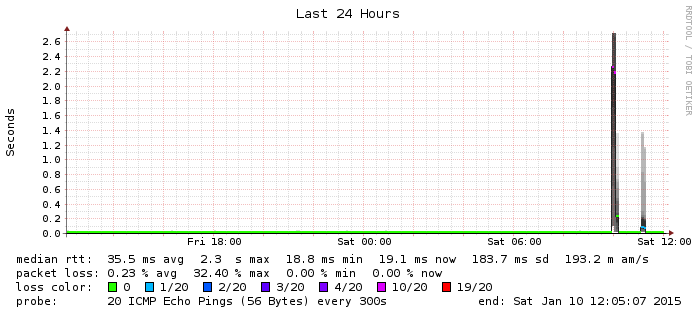 Last 24 Hours
RRDTOOL / TOBI OETIKER
Seconds
2.6
2.4
2.2
2.0
1.8
1.6
1.4
1.2
1.0
0.8
0.6
0.4
0.2
0.0
Fri 18:00 Sat 00:00 Sat 06:00 Sat 12:00
median rtt: 35.5 ms avg 2.3 s max 18.8 ms min 19.1 ms now 183.7 ms sd 193.2 m am/s
packet loss: 0.23 % avg 32.40 % max 0.00 % min 0.00 % now
loss color: 0 1/20 2/20 3/20 4/20 10/20 19/20
probe: 20 ICMP Echo Pings (56 Bytes) every 300s end: Sat Jan 10 12:05:07 2015